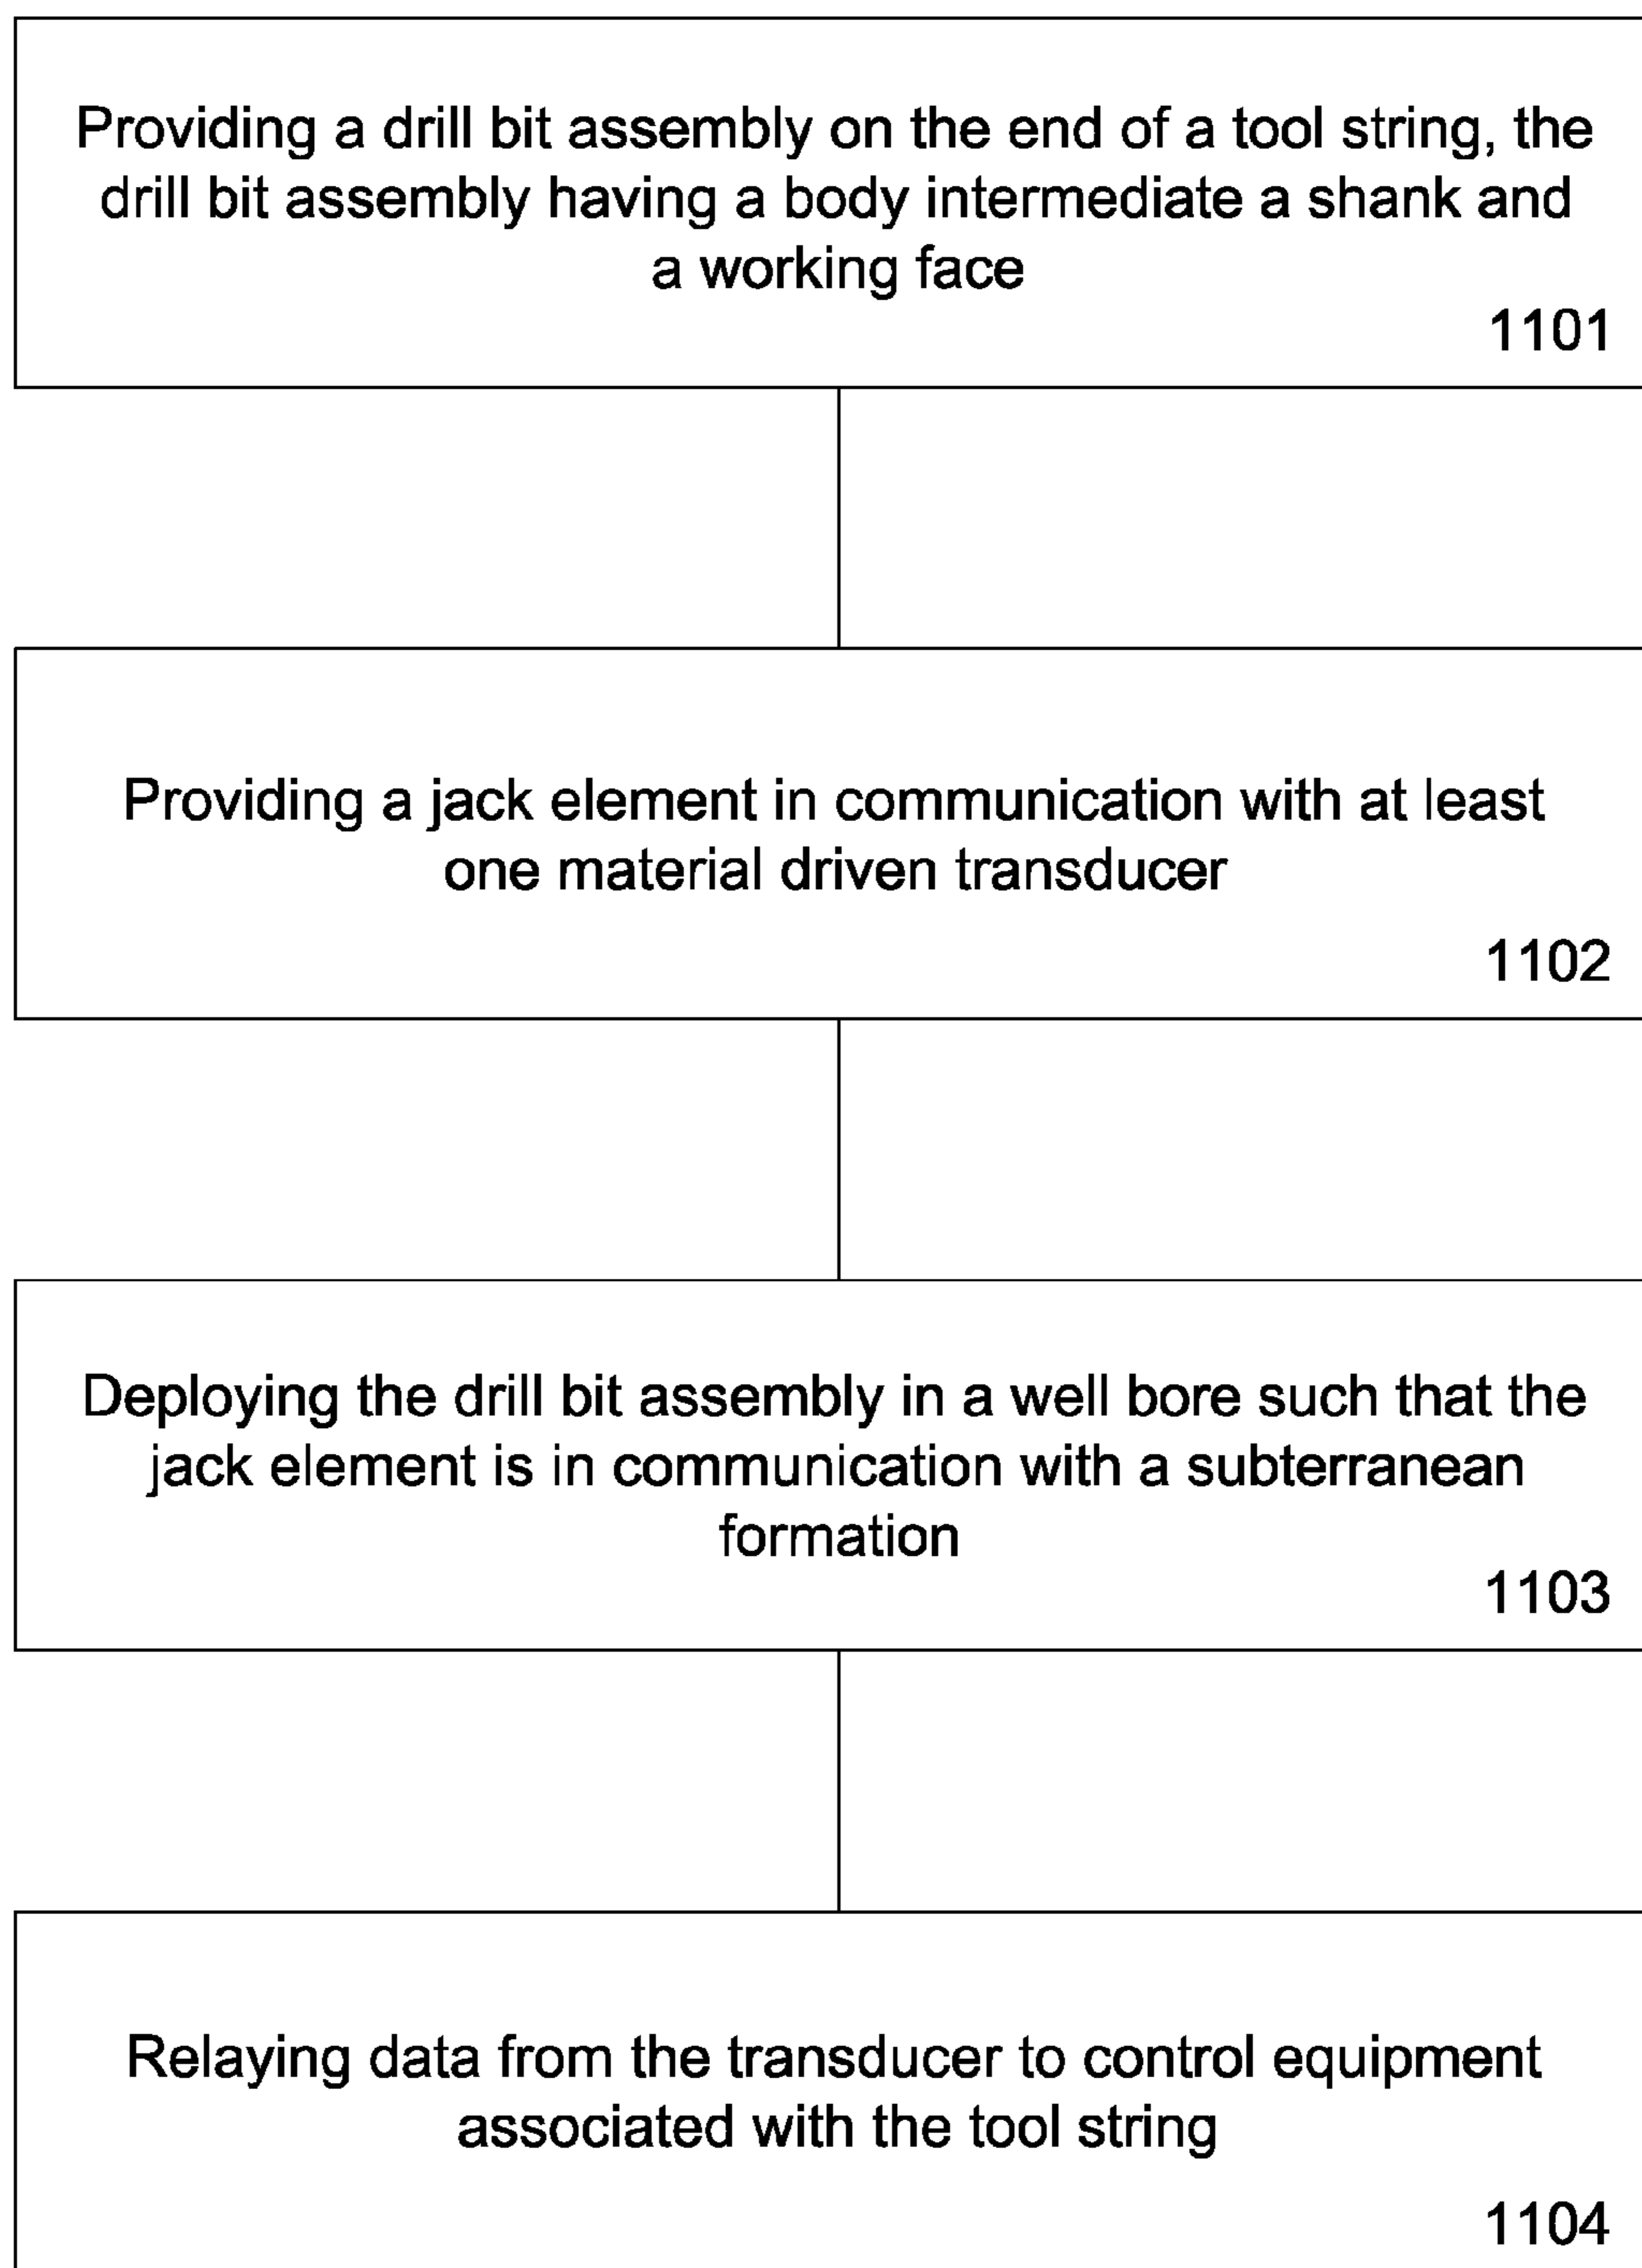 Providing a drill bit assembly on the end of a tool string, the
drill bit assembly having a body intermediate a shank and
a working face
1101
Providing a jack element in communication with at least
one material driven transducer
1102
Deploying the drill bit assembly in a well bore such that the
jack element is in communication with a subterranean
formation
1103
Relaying data from the transducer to control equipment
associated with the tool string
1104